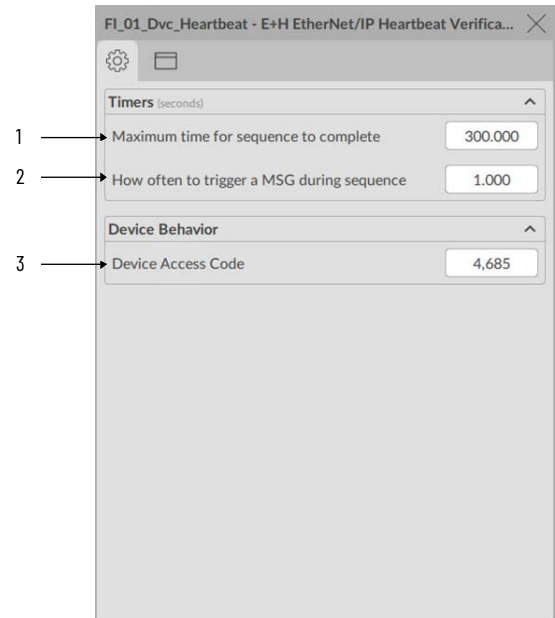 FI_01_Dvc_Heartbeat - E+H EtherNet/IP Heartbeat Verifica...
Timers (seconds)
1 Maximum time for sequence to complete 300.000
2 How often to trigger a MSG during sequence 1.000
Device Behavior
3 Device Access Code 4,685